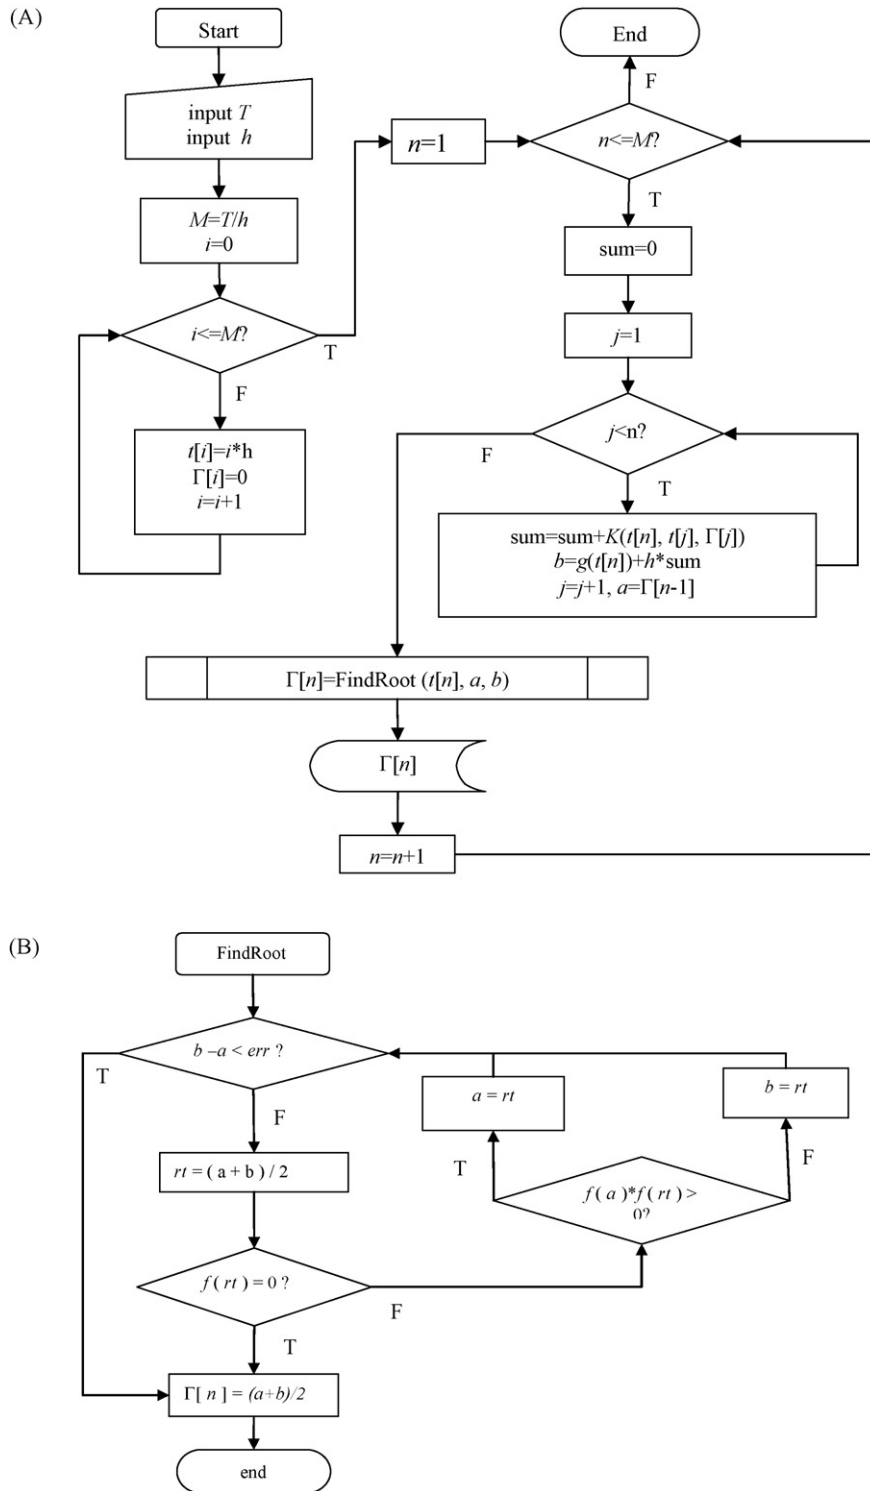 (A)
Start
input T
input h
M=T/h
i=0
i<=M?
T
F
t[i]=i*h
Γ[i]=0
i=i+1
n=1
End
F
n<=M?
T
sum=0
j=1
j<n?
F
T
sum=sum+K(t[n], t[j], Γ[j])
b=g(t[n])+h*sum
j=j+1, a=Γ[n-1]
Γ[n]=FindRoot (t[n], a, b)
Γ[n]
n=n+1
(B)
FindRoot
b –a < err ?
T
F
rt = ( a + b ) / 2
f ( rt ) = 0 ?
F
T
Γ[ n ] = (a+b)/2
end
a = rt
b = rt
T
F
f ( a )*f ( rt ) >
0?